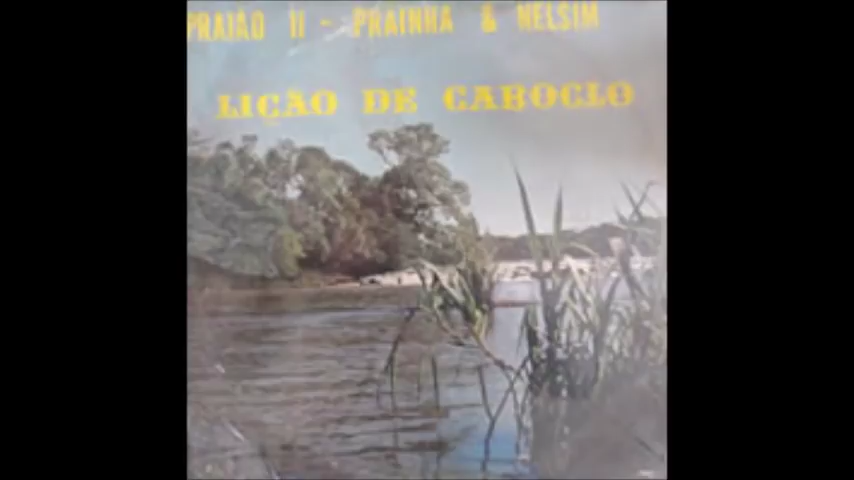 PRAIÃO II - PRAINHA & NELSIM
LIÇÃO DE CABOCLO